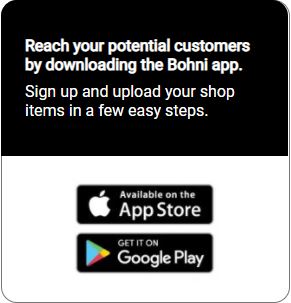 Reach your potential customers
by downloading the Bohni app.
Sign up and upload your shop
items in a few easy steps.
Available on the
App Store
GET IT ON
Google Play